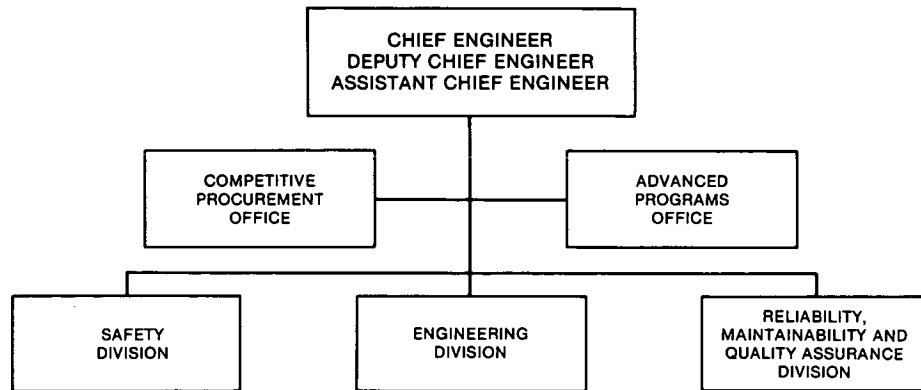 CHIEF ENGINEER
DEPUTY CHIEF ENGINEER
ASSISTANT CHIEF ENGINEER
COMPETITIVE
PROCUREMENT
OFFICE
ADVANCED
PROGRAMS
OFFICE
SAFETY
DIVISION
ENGINEERING
DIVISION
RELIABILITY,
MAINTAINABILITY AND
QUALITY ASSURANCE
DIVISION